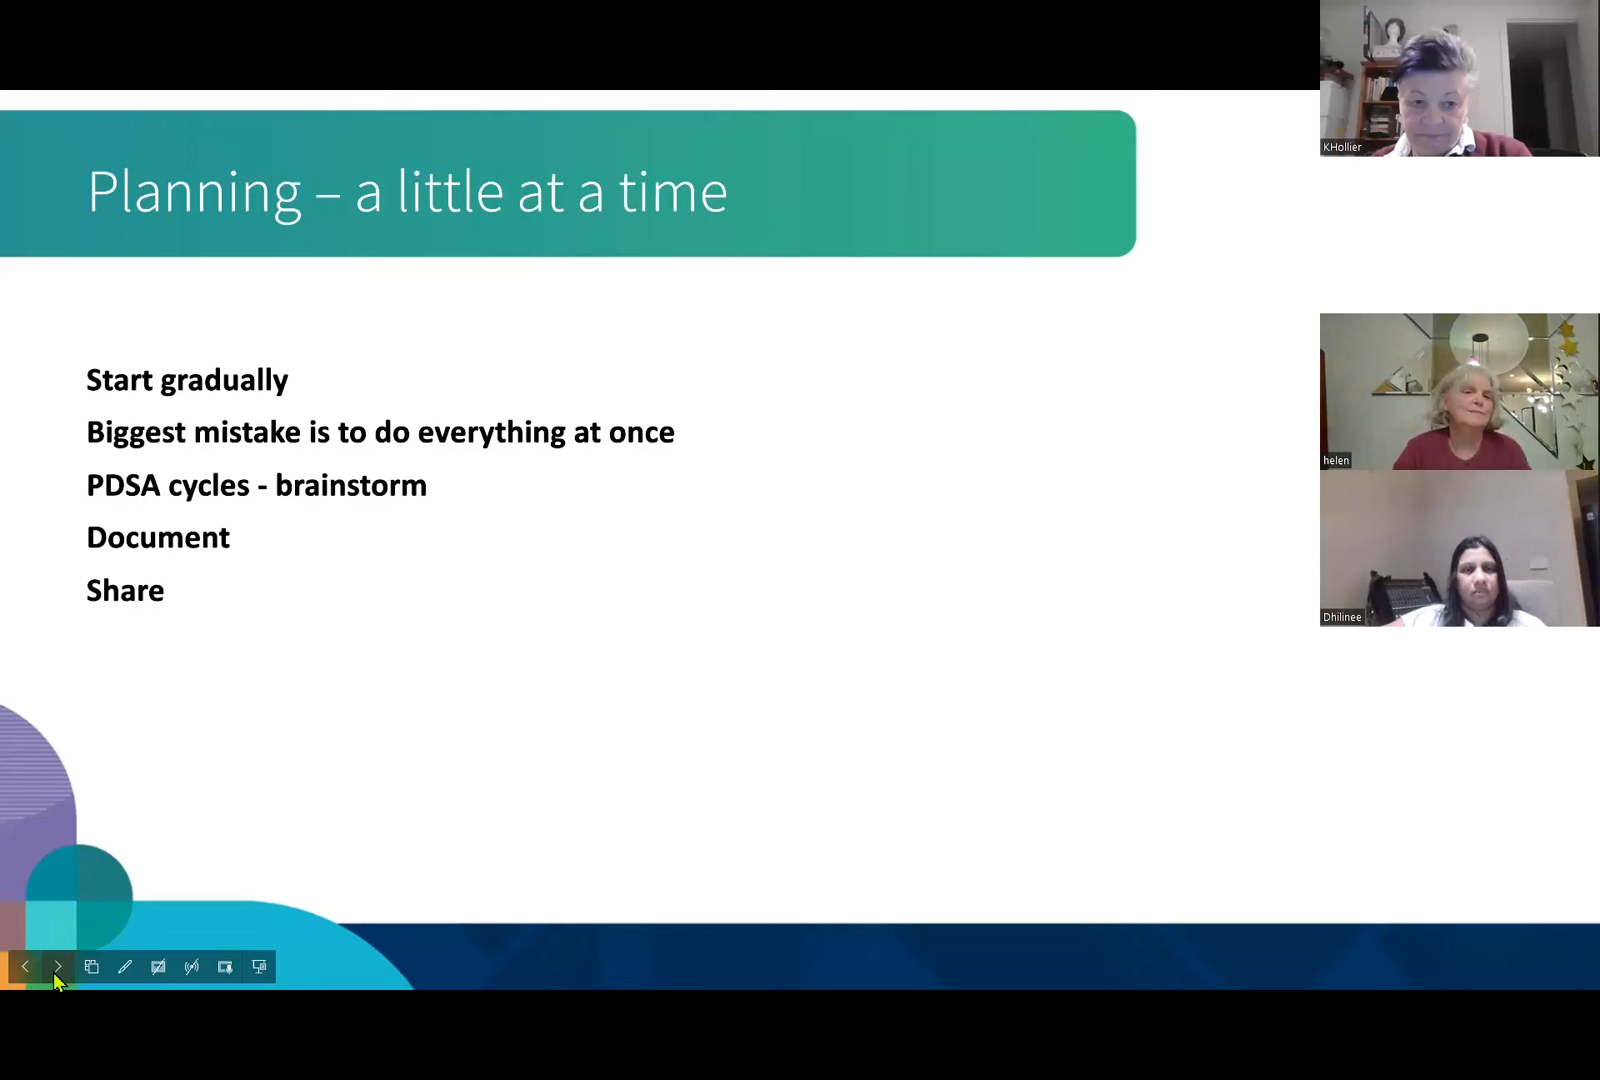 Planning – a little at a time
Start gradually
Biggest mistake is to do everything at once
PDSA cycles - brainstorm
Document
Share
KHollier
helen
Dhilinee